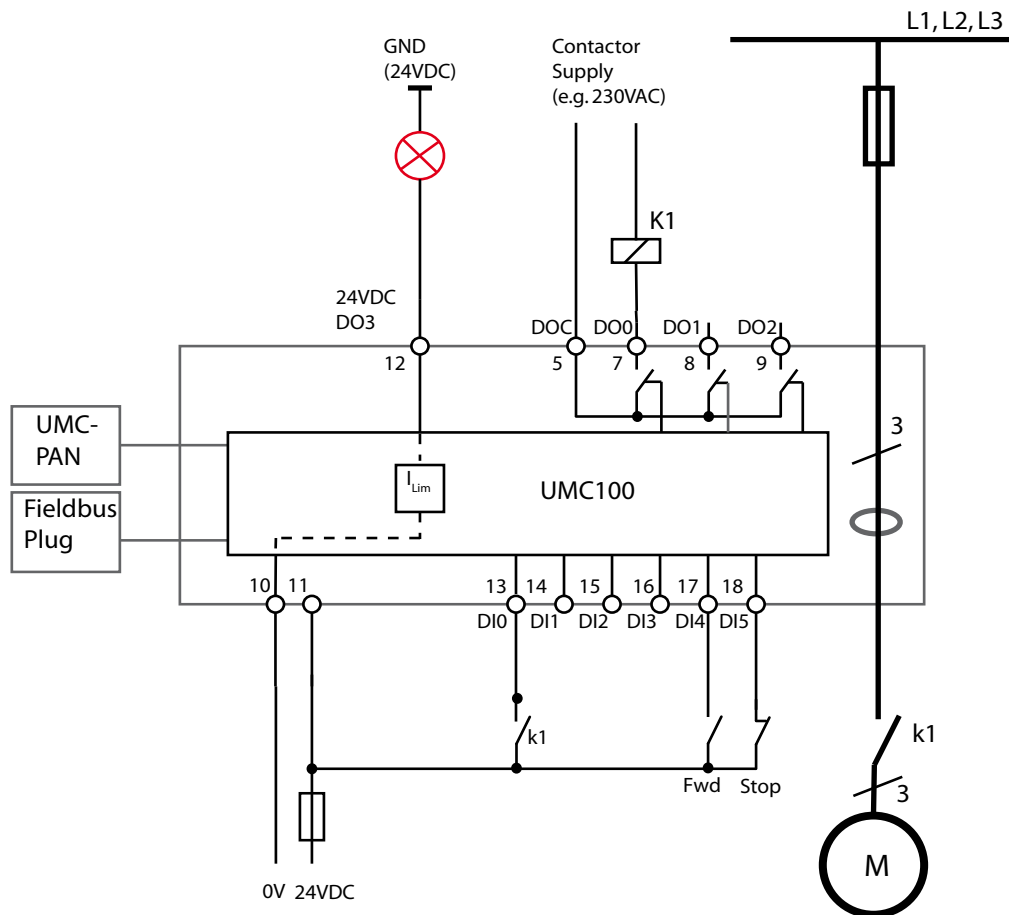 L1, L2, L3
GND
(24VDC)
Contactor
Supply
(e.g. 230VAC)
K1
24VDC
DO3
DOC
DO0
DO1
DO2
12
5
7
8
9
UMC-
PAN
3
I Lim
UMC100
Fieldbus
Plug
10
11
13
14
15
16
17
18
DI0
DI1
DI2
DI3
DI4
DI5
k1
k1
Fwd
Stop
3
M
0V
24VDC